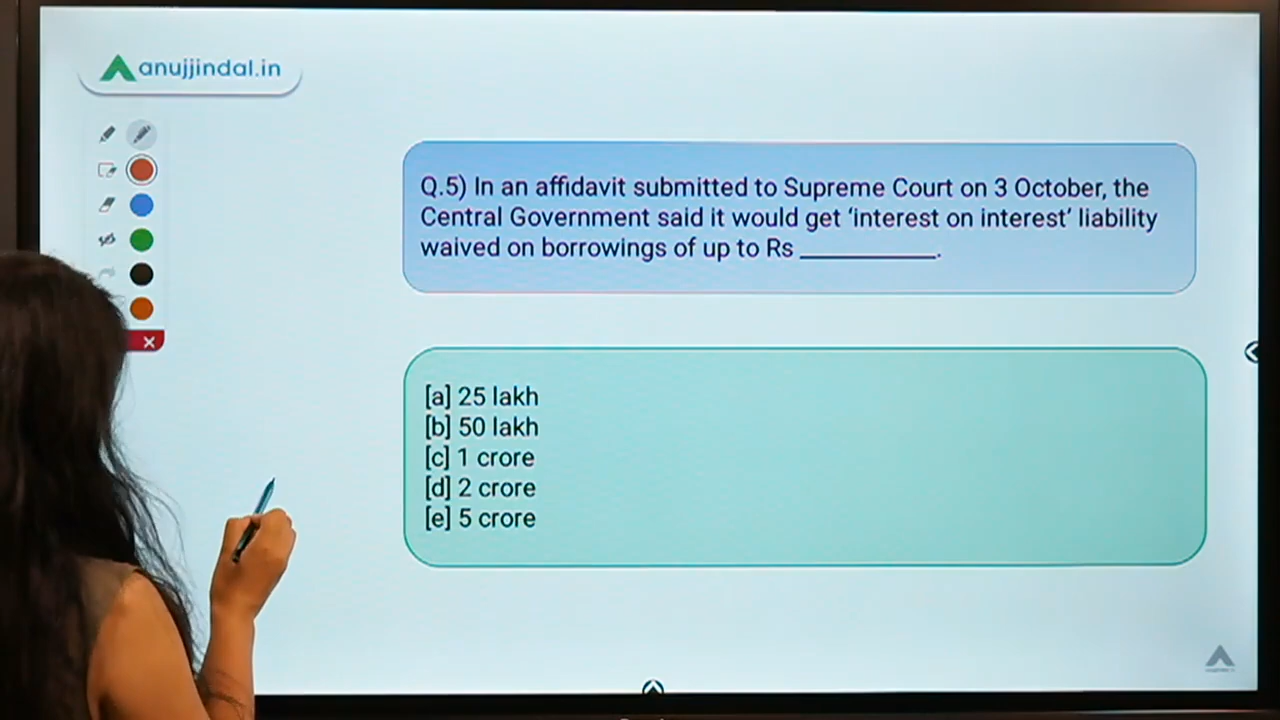 anujjindal.in
Q.5) In an affidavit submitted to Supreme Court on 3 October, the
Central Government said it would get ‘interest on interest’ liability
waived on borrowings of up to Rs __________.
[a] 25 lakh
[b] 50 lakh
[c] 1 crore
[d] 2 crore
[e] 5 crore